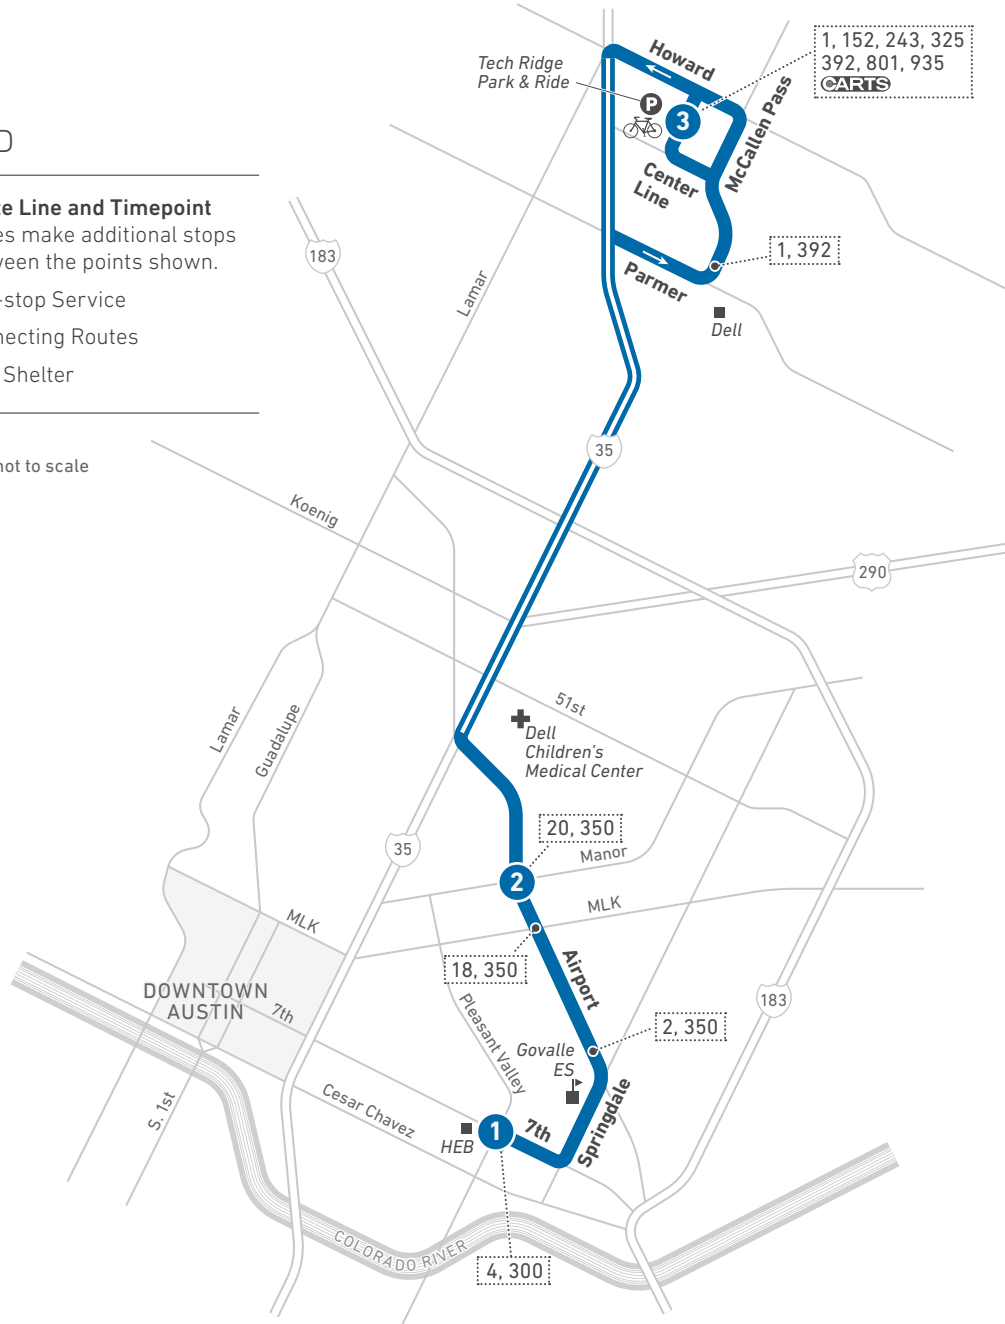 Howard
1, 152, 243, 325
392, 801, 935
CARTS
Tech Ridge
Park & Ride
P
3
McCallen Pass
Center
Line
Line and Timepoint
make additional stops
the points shown.
183
1, 392
Parmer
Lamar
-stop Service
Routes
Shelter
Dell
35
not to scale
Koenig
290
51st
Lamar
Guadalupe
Dell
Children's
Medical Center
20, 350
35
Manor
2
MLK
MLK
18, 350
Airport
DOWNTOWN
AUSTIN
7th
Pleasant Valley
183
2, 350
Govalle
ES
S. 1st
Cesar Chavez
Springdale
HEB
1
7th
COLORADO RIVER
4, 300